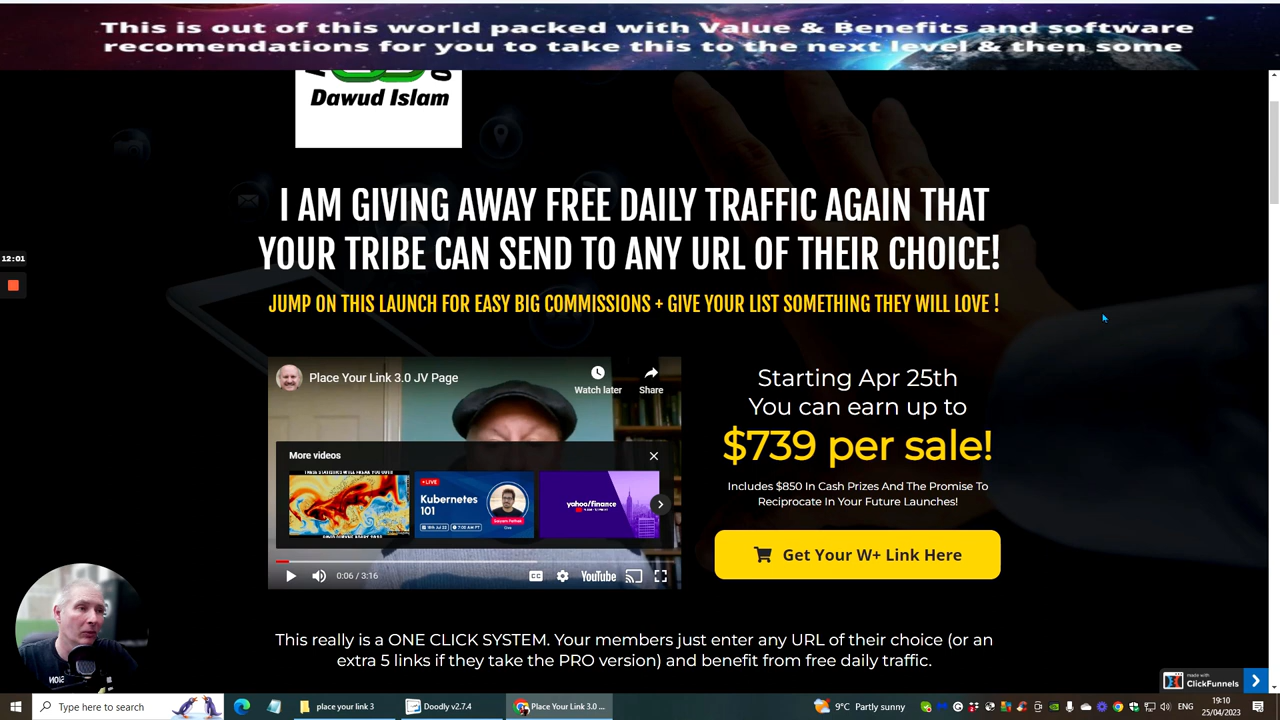 This is out of this world packed with Value & Benefits and software
recomendations for you to take this to the next level & then some
Dawud Islam
I AM GIVING AWAY FREE DAILY TRAFFIC AGAIN THAT
YOUR TRIBE CAN SEND TO ANY URL OF THEIR CHOICE!
JUMP ON THIS LAUNCH FOR EASY BIG COMMISSIONS + GIVE YOUR LIST SOMETHING THEY WILL LOVE !
12:01
Place Your Link 3.0 JV Page
Watch later
Share
More videos
LIVE
Kubernetes
101
yahoo/finance
0:06 / 3:16
CC
YouTube
Starting Apr 25th
You can earn up to
$739 per sale!
Includes $850 In Cash Prizes And The Promise To
Reciprocate In Your Future Launches!
Get Your W+ Link Here
This really is a ONE CLICK SYSTEM. Your members just enter any URL of their choice (or an
extra 5 links if they take the PRO version) and benefit from free daily traffic.
made with
ClickFunnels
Type here to search
place your link 3
Doodly v2.7.4
Place Your Link 3.0 ...
9°C Partly sunny
ENG
19:10
25/04/2023